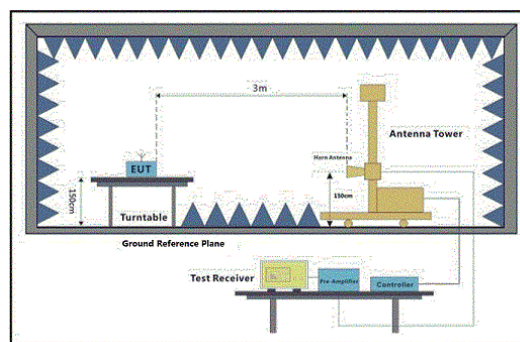 3m
Antenna Tower
Horn Antenna
EUT
150cm
150cm
Turntable
Ground Reference Plane
Test Receiver
Pre-Amplifier
Controller